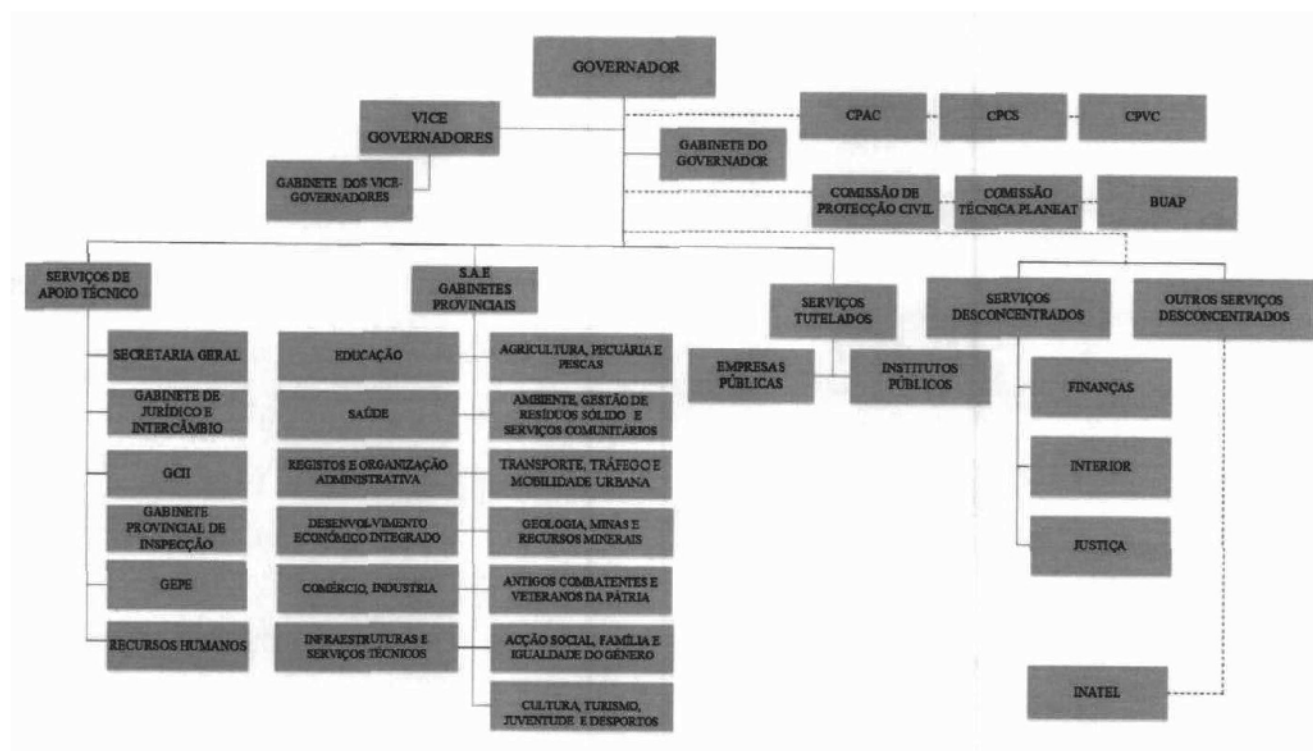 GOVERNADOR
VICE
GOVERNADORES
CPAC
CPCS
CPVC
GABINETE DO
GOVERNADOR
GABINETE DOS VICE-
GOVERNADORES
COMISSÃO DE
PROTECÇÃO CIVIL
COMISSÃO
TÉCNICA PLANEAT
BUAP
SERVIÇOS DE
APOIO TÉCNICO
S.A.E
GABINETES
PROVINCIAIS
SERVIÇOS
TUTELADOS
SERVIÇOS
DESCONCENTRADOS
OUTROS SERVIÇOS
DESCONCENTRADOS
SECRETARIA GERAL
GABINETE DE
JURÍDICO E
INTERCÂMBIO
GCII
GABINETE
PROVINCIAL DE
INSPECÇÃO
GEPE
RECURSOS HUMANOS
EDUCAÇÃO
SAÚDE
REGISTOS E ORGANIZAÇÃO
ADMINISTRATIVA
DESENVOLVIMENTO
ECONÓMICO INTEGRADO
COMÉRCIO, INDUSTRIA
INFRAESTRUTURAS E
SERVIÇOS TÉCNICOS
AGRICULTURA, PECUÁRIA E
PESCAS
AMBIENTE, GESTÃO DE
RESÍDUOS SÓLIDO E
SERVIÇOS COMUNITÁRIOS
TRANSPORTE, TRÁFEGO E
MOBILIDADE URBANA
GEOLOGIA, MINAS E
RECURSOS MINERAIS
ANTIGOS COMBATENTES E
VETERANOS DA PÁTRIA
ACÇÃO SOCIAL, FAMÍLIA E
IGUALDADE DO GÉNERO
CULTURA, TURISMO,
JUVENTUDE E DESPORTOS
EMPRESAS
PÚBLICAS
INSTITUTOS
PÚBLICOS
FINANÇAS
INTERIOR
JUSTIÇA
INATEL